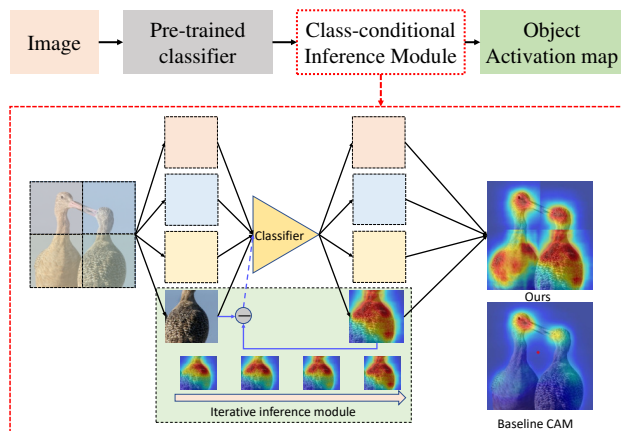 Image
Pre-trained
classifier
Class-conditional
Inference Module
Object
Activation map
Classifier
Ours
Iterative inference module
Baseline CAM